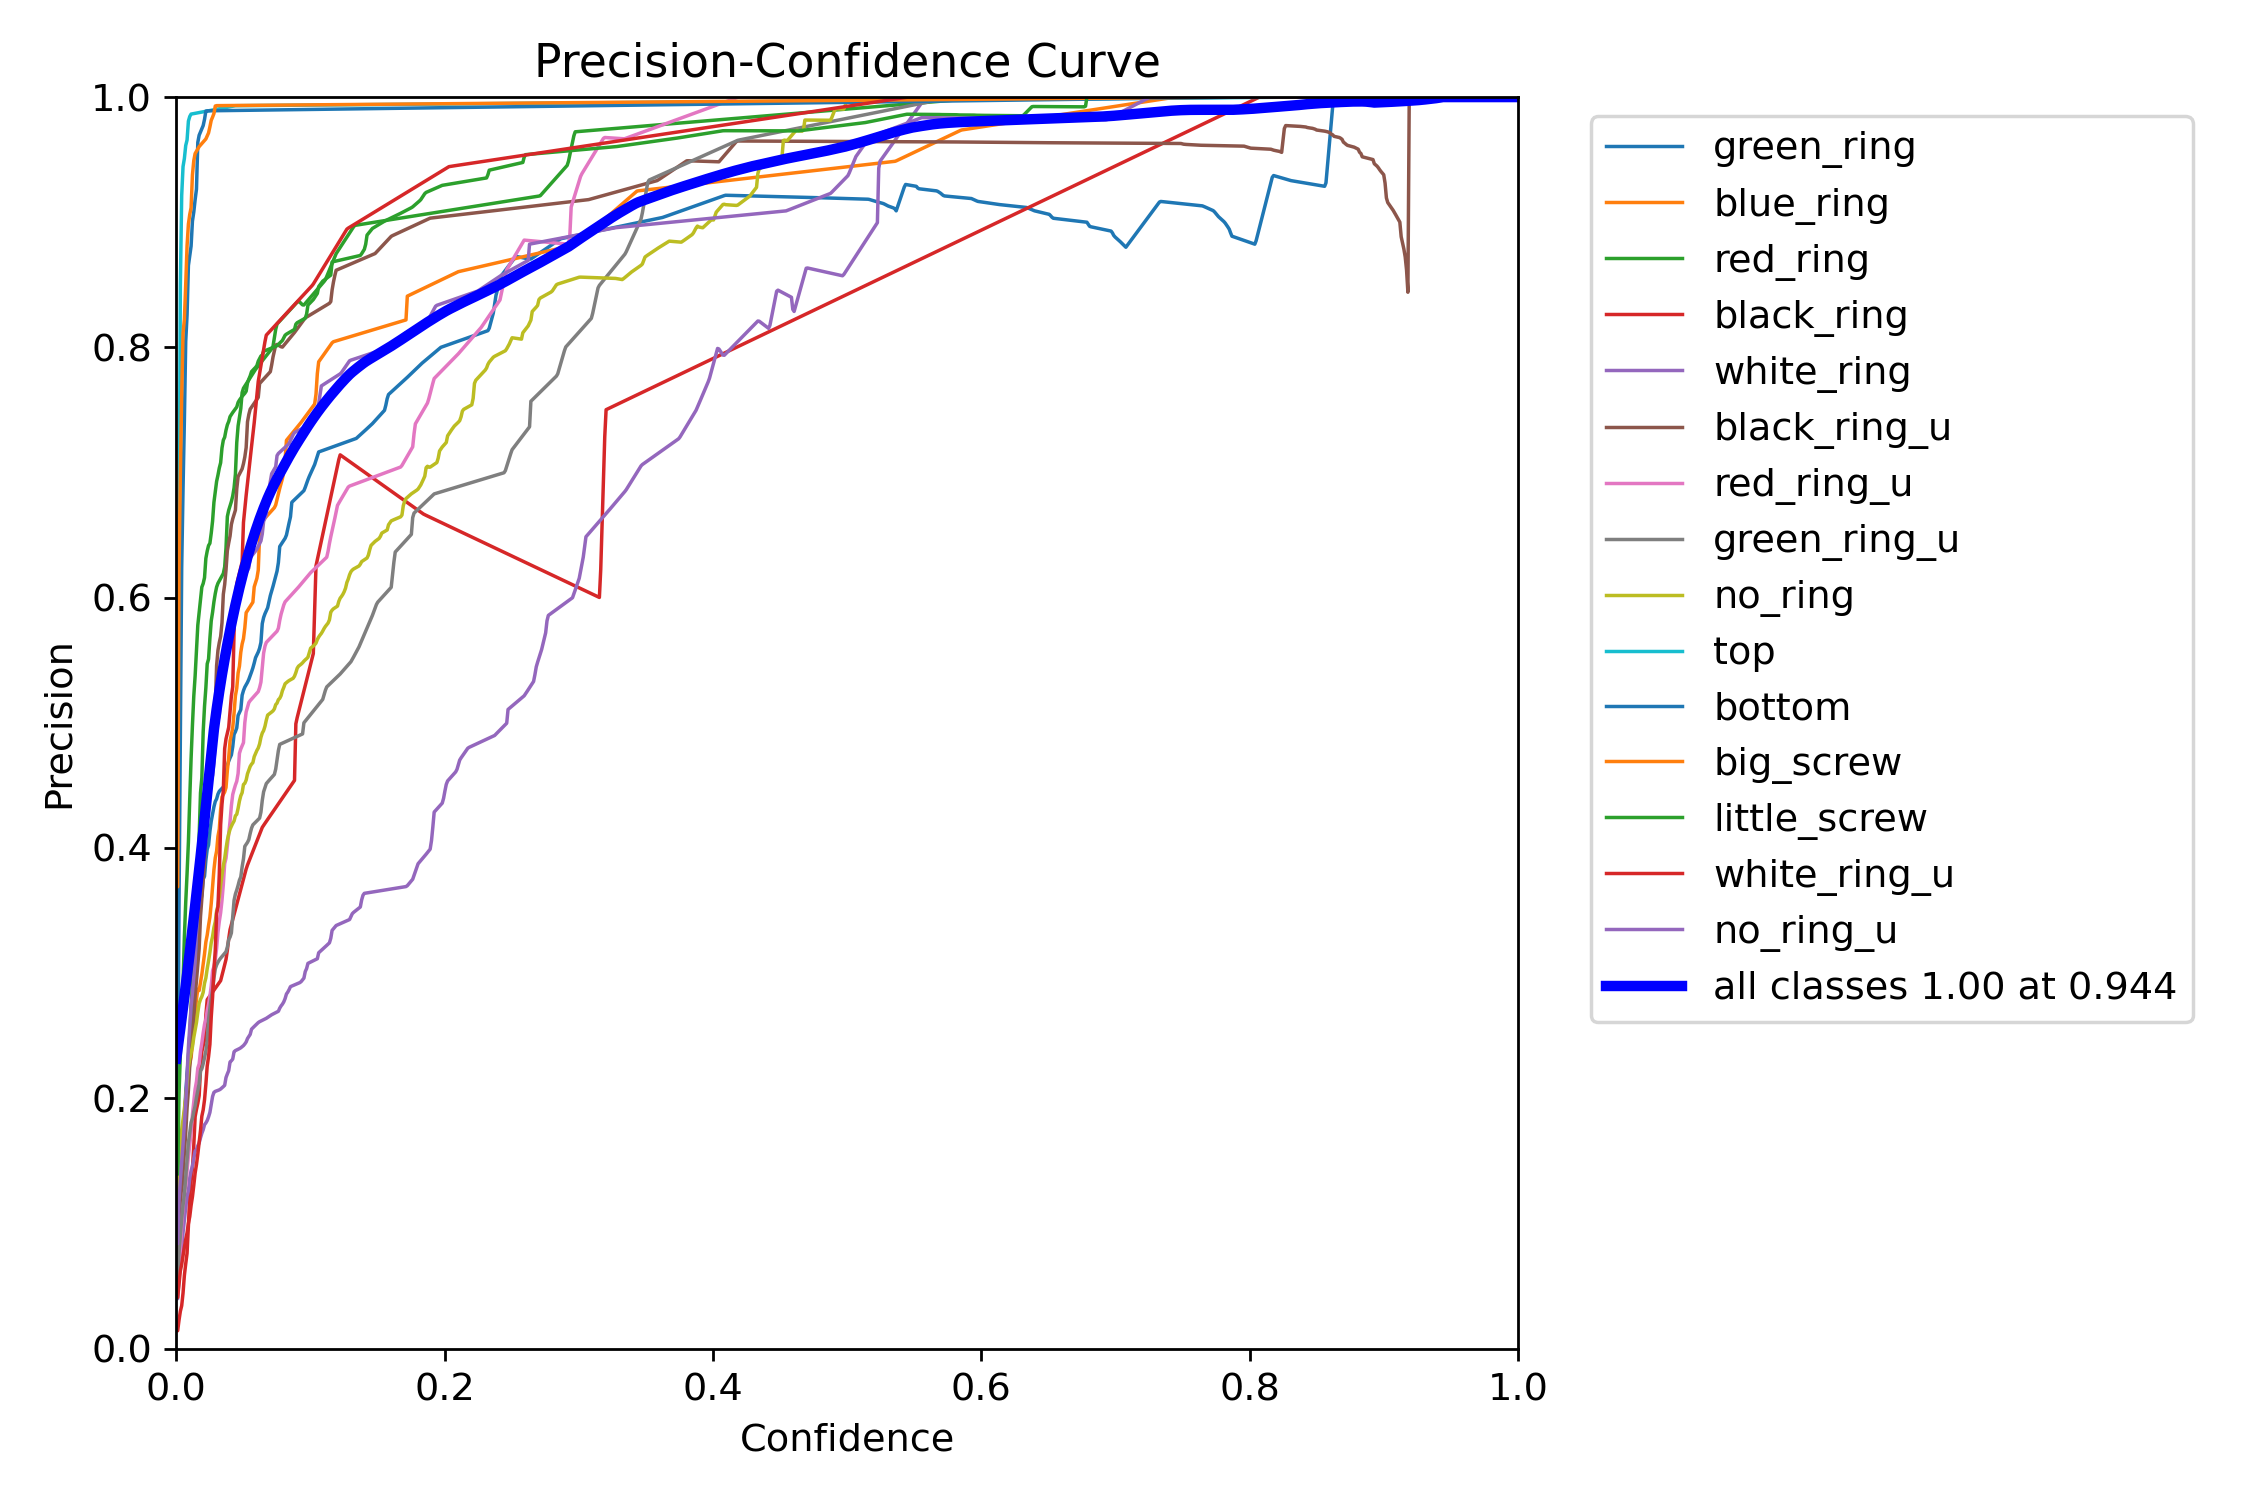 Precision-Confidence Curve
1.0
0.8
0.6
0.4
0.2
0.0
Precision
0.0 0.2 0.4 0.6 0.8 1.0
Confidence
green_ring
blue_ring
red_ring
black_ring
white_ring
black_ring_u
red_ring_u
green_ring_u
no_ring
top
bottom
big_screw
little_screw
white_ring_u
no_ring_u
all classes 1.00 at 0.944